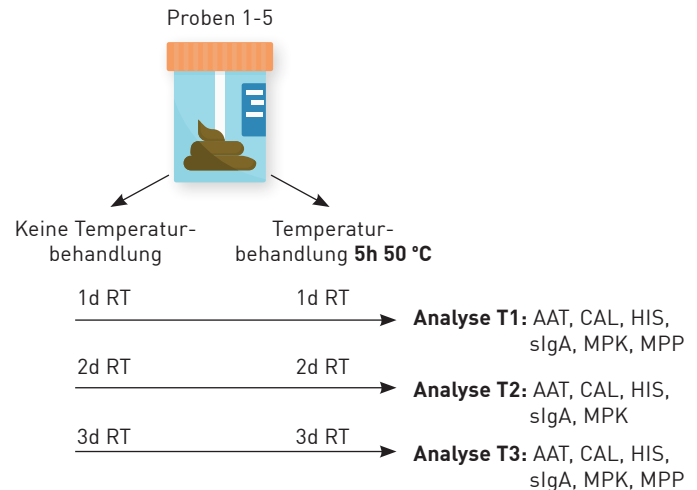 Proben 1-5
Keine Temperatur-
behandlung
Temperatur-
behandlung 5h 50 °C
1d RT
1d RT
Analyse T1: AAT, CAL, HIS,
sIgA, MPK, MPP
2d RT
2d RT
Analyse T2: AAT, CAL, HIS,
sIgA, MPK
3d RT
3d RT
Analyse T3: AAT, CAL, HIS,
sIgA, MPK, MPP